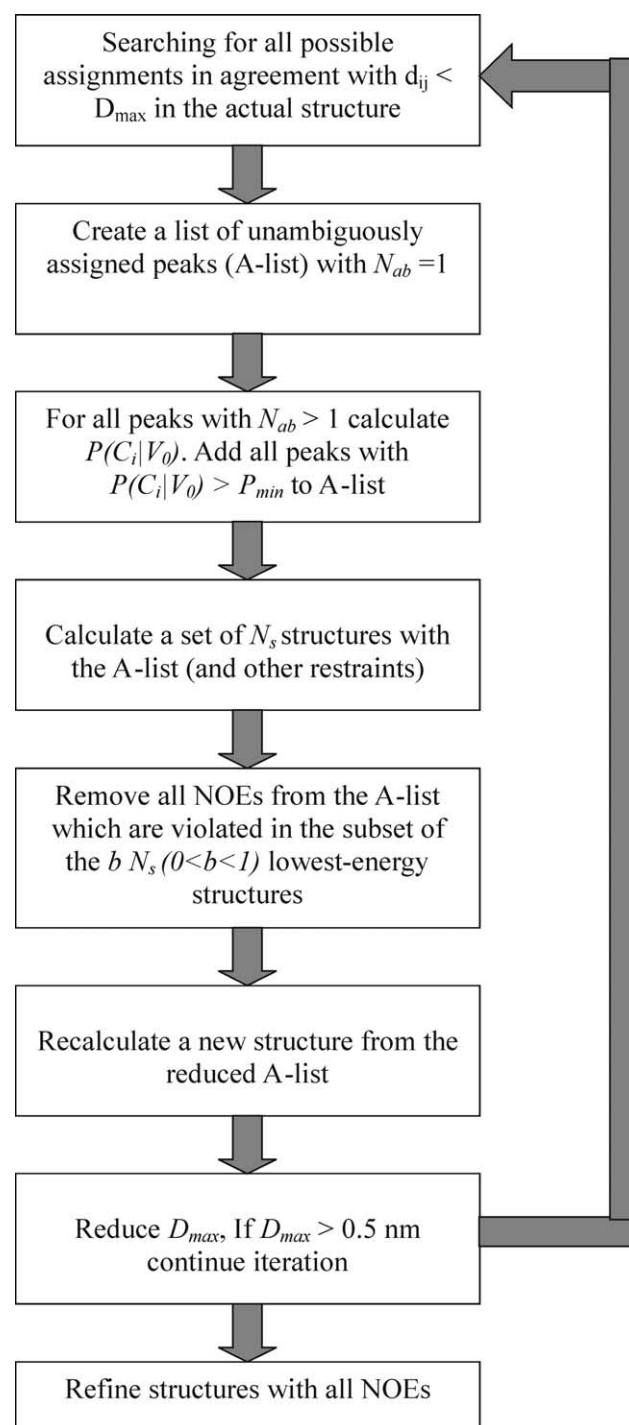 Searching for all possible
assignments in agreement with dᵢⱼ <
Dₘₐₓ in the actual structure
Create a list of unambiguously
assigned peaks (A-list) with Nₐb =1
For all peaks with Nₐb > 1 calculate
P(Cᵢ|V₀). Add all peaks with
P(Cᵢ|V₀) > Pₘᵢₙ to A-list
Calculate a set of Nₛ structures with
the A-list (and other restraints)
Remove all NOEs from the A-list
which are violated in the subset of
the b Nₛ (0<b<1) lowest-energy
structures
Recalculate a new structure from the
reduced A-list
Reduce Dₘₐₓ, If Dₘₐₓ > 0.5 nm
continue iteration
Refine structures with all NOEs